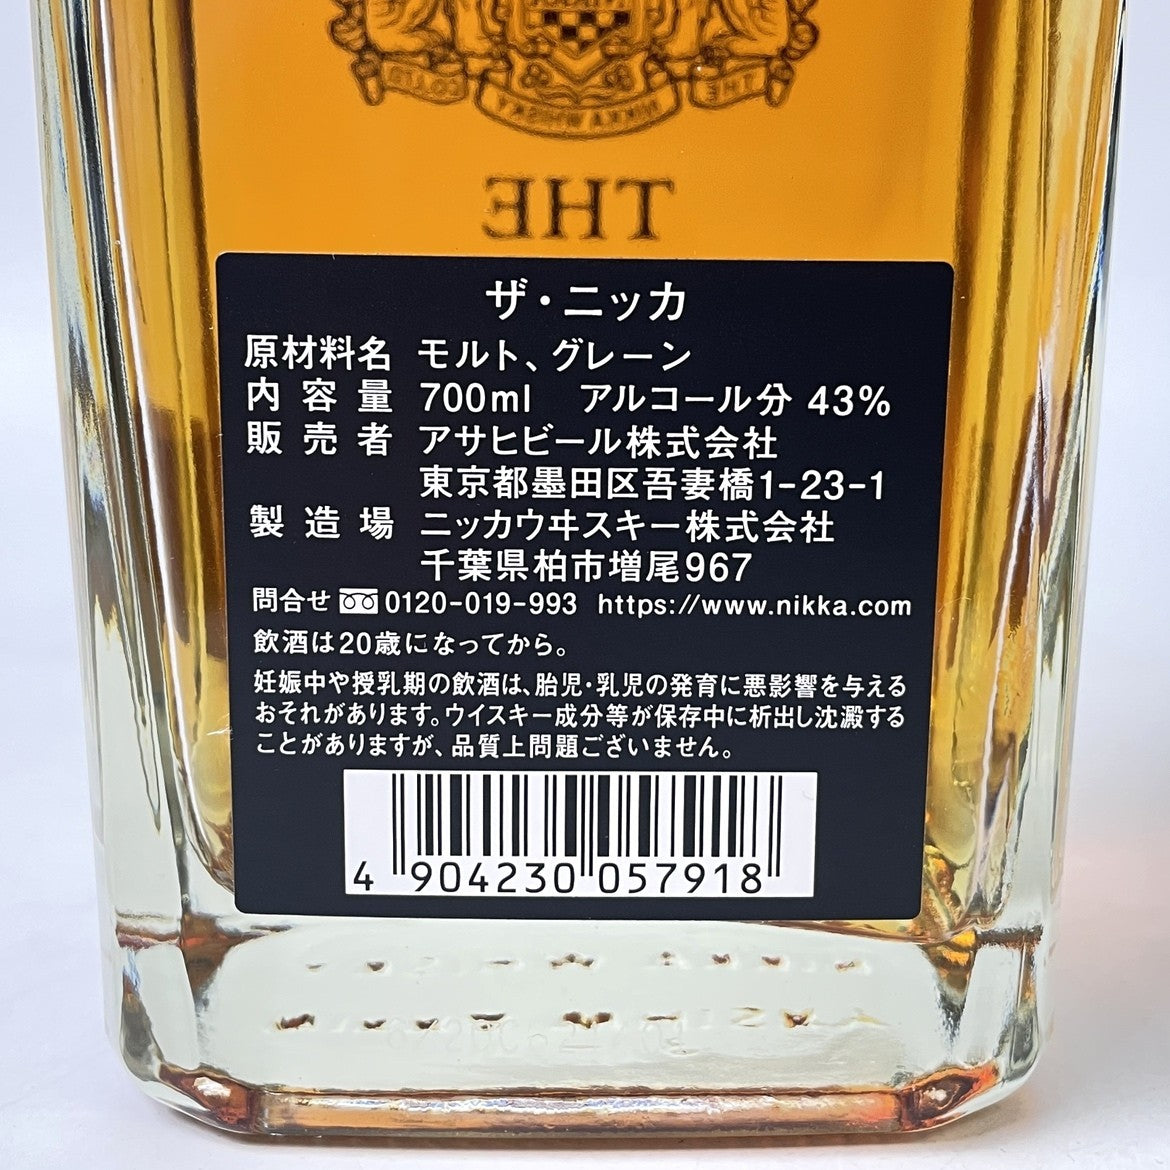 THE NIKKA WHISKY
THE
ザ・ニッカ
原材料名 モルト、グレーン
内容量 700ml アルコール分 43%
販売者 アサヒビール株式会社
東京都墨田区吾妻橋1-23-1
製造場 ニッカウヰスキー株式会社
千葉県柏市増尾967
問合せ 0120-019-993 https://www.nikka.com
飲酒は20歳になってから。
妊娠中や授乳期の飲酒は、胎児・乳児の発育に悪影響を与える
おそれがあります。ウイスキー成分等が保存中に析出し沈澱する
ことがありますが、品質上問題ございません。
4 904230 057918